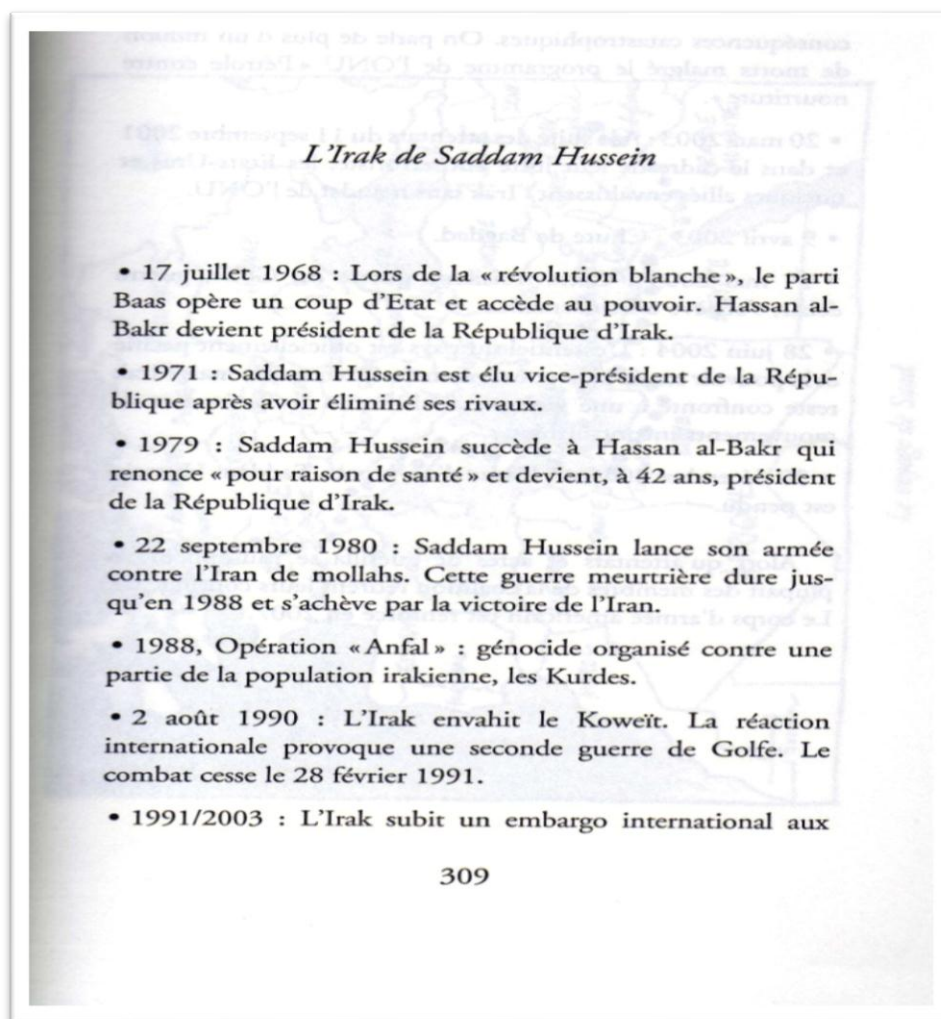 L'Irak de Saddam Hussein
• 17 juillet 1968 : Lors de la « révolution blanche », le parti
Baas opère un coup d'Etat et accède au pouvoir. Hassan al-
Bakr devient président de la République d'Irak.
• 1971 : Saddam Hussein est élu vice-président de la Répu-
blique après avoir éliminé ses rivaux.
• 1979 : Saddam Hussein succède à Hassan al-Bakr qui
renonce « pour raison de santé » et devient, à 42 ans, président
de la République d'Irak.
• 22 septembre 1980 : Saddam Hussein lance son armée
contre l'Iran de mollahs. Cette guerre meurtrière dure jus-
qu'en 1988 et s'achève par la victoire de l'Iran.
• 1988, Opération « Anfal » : génocide organisé contre une
partie de la population irakienne, les Kurdes.
• 2 août 1990 : L'Irak envahit le Koweït. La réaction
internationale provoque une seconde guerre de Golfe. Le
combat cesse le 28 février 1991.
• 1991/2003 : L'Irak subit un embargo international aux
309